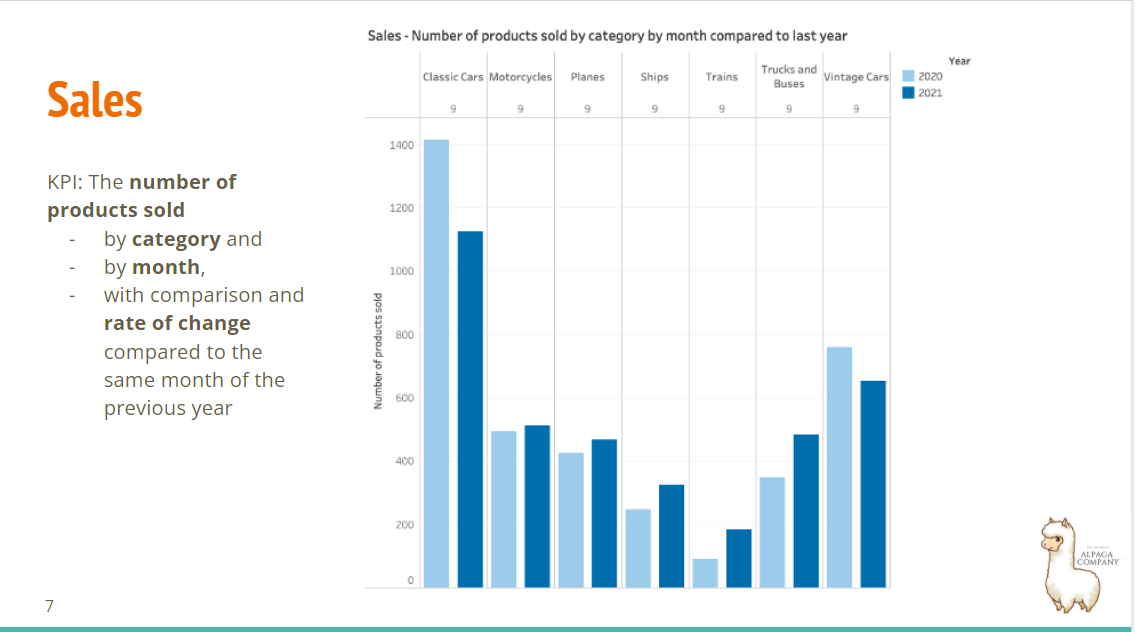 Sales
KPI: The number of
products sold
- by category and
- by month,
- with comparison and
rate of change
compared to the
same month of the
previous year
Sales - Number of products sold by category by month compared to last year
Classic Cars Motorcycles Planes Ships Trains Trucks and Buses Vintage Cars
9 9 9 9 9 9 9
Number of products sold
1400
1200
1000
800
600
400
200
0
Year
2020
2021
ALPAGA
COMPANY
7